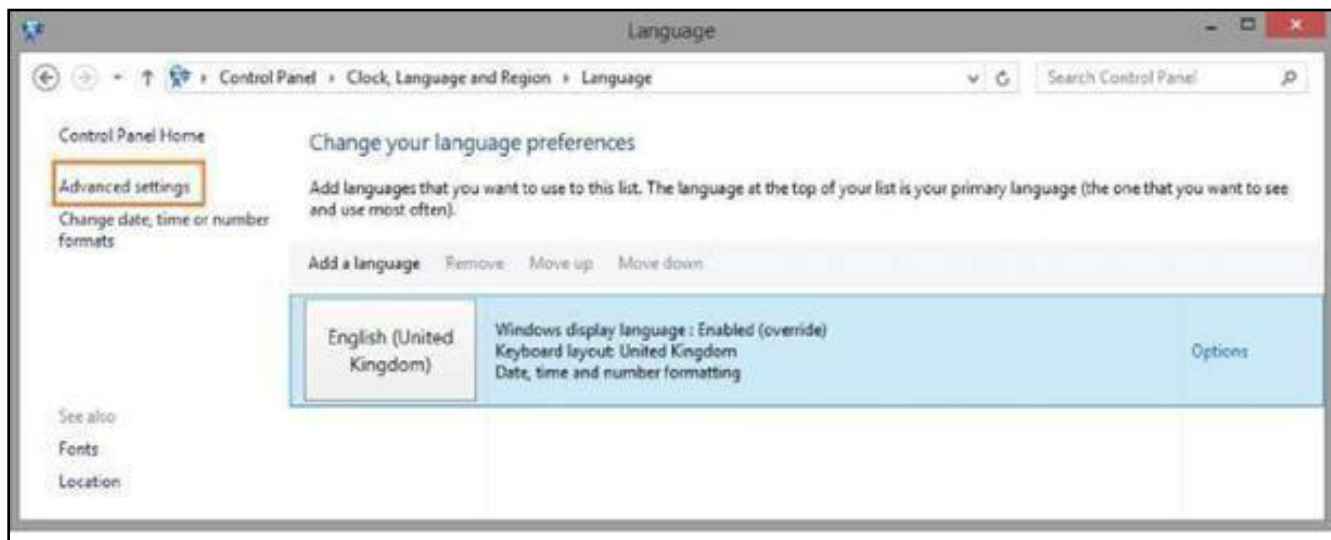 Language
Control Panel › Clock, Language and Region › Language
Search Control Panel
Control Panel Home
Advanced settings
Change date, time or number
formats
See also
Fonts
Location
Change your language preferences
Add languages that you want to use to this list. The language at the top of your list is your primary language (the one that you want to see
and use most often).
Add a language Remove Move up Move down
English (United
Kingdom)
Windows display language : Enabled (override)
Keyboard layout: United Kingdom
Date, time and number formatting
Options